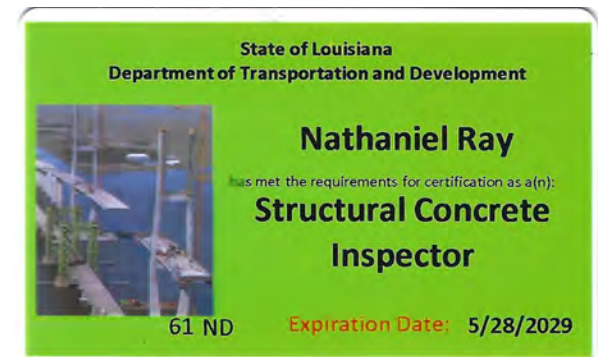 State of Louisiana
Department of Transportation and Development
Nathaniel Ray
has met the requirements for certification as a(n):
Structural Concrete
Inspector
61 ND Expiration Date: 5/28/2029